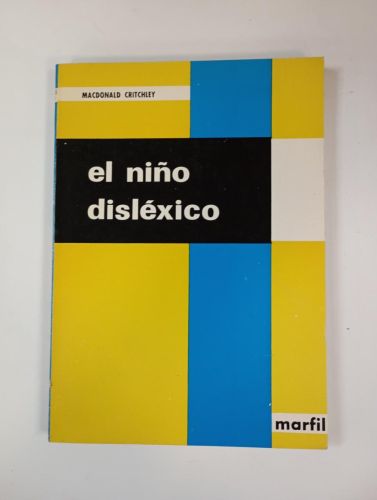 MACDONALD CRITCHLEY
el niño
disléxico
marfil